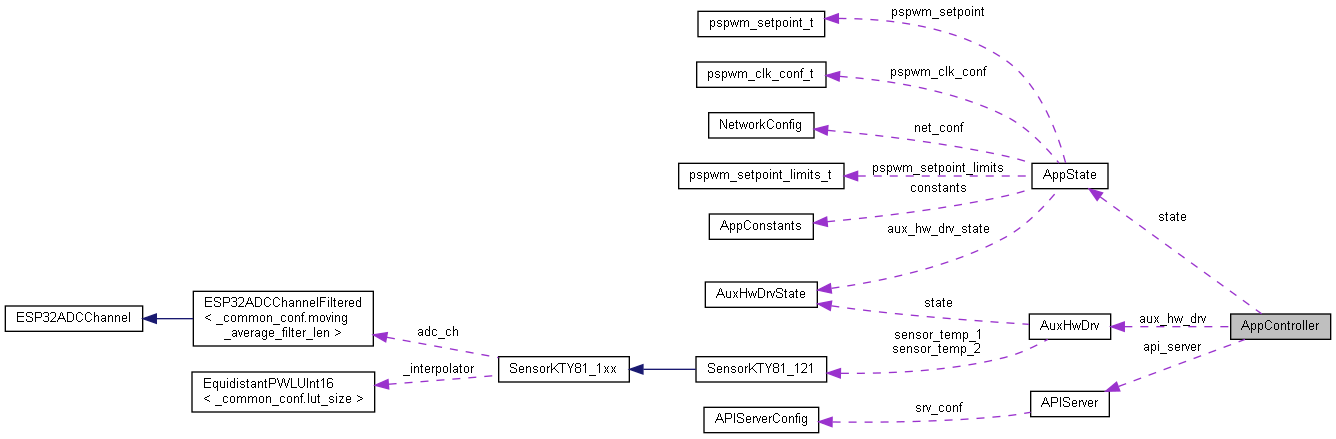 pspwm_setpoint_t
pspwm_setpoint
pspwm_clk_conf_t
pspwm_clk_conf
NetworkConfig
net_conf
pspwm_setpoint_limits_t
pspwm_setpoint_limits
AppState
constants
AppConstants
aux_hw_drv_state
state
AuxHwDrvState
state
ESP32ADCChannel
ESP32ADCChannelFiltered
< _common_conf.moving
_average_filter_len >
adc_ch
AuxHwDrv
aux_hw_drv
AppController
sensor_temp_1
sensor_temp_2
api_server
_interpolator
SensorKTY81_1xx
SensorKTY81_121
EquidistantPWLUInt16
< _common_conf.lut_size >
APIServerConfig
srv_conf
APIServer